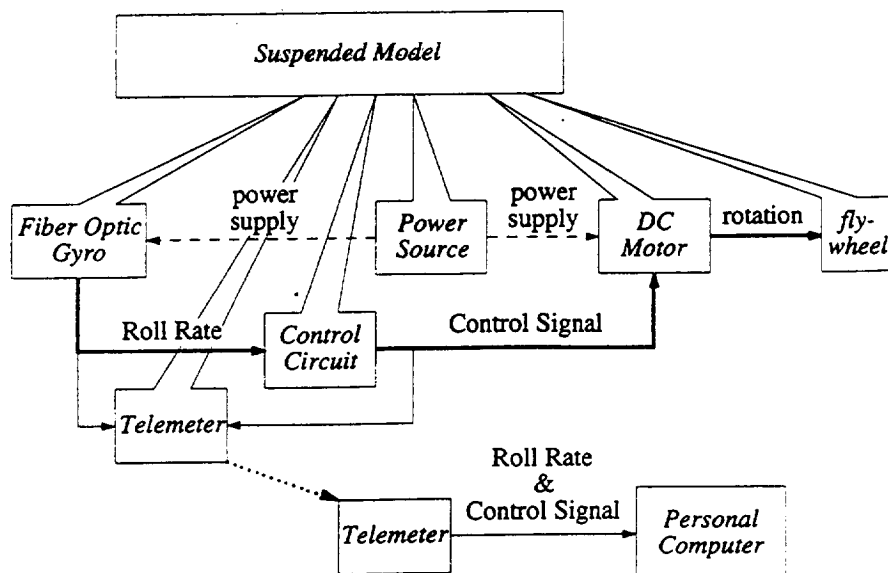 Suspended Model
power
supply
power
supply
Fiber Optic
Gyro
Power
Source
DC
Motor
rotation
fly-
wheel
Roll Rate
Control
Circuit
Control Signal
Telemeter
Roll Rate
&
Control Signal
Telemeter
Personal
Computer